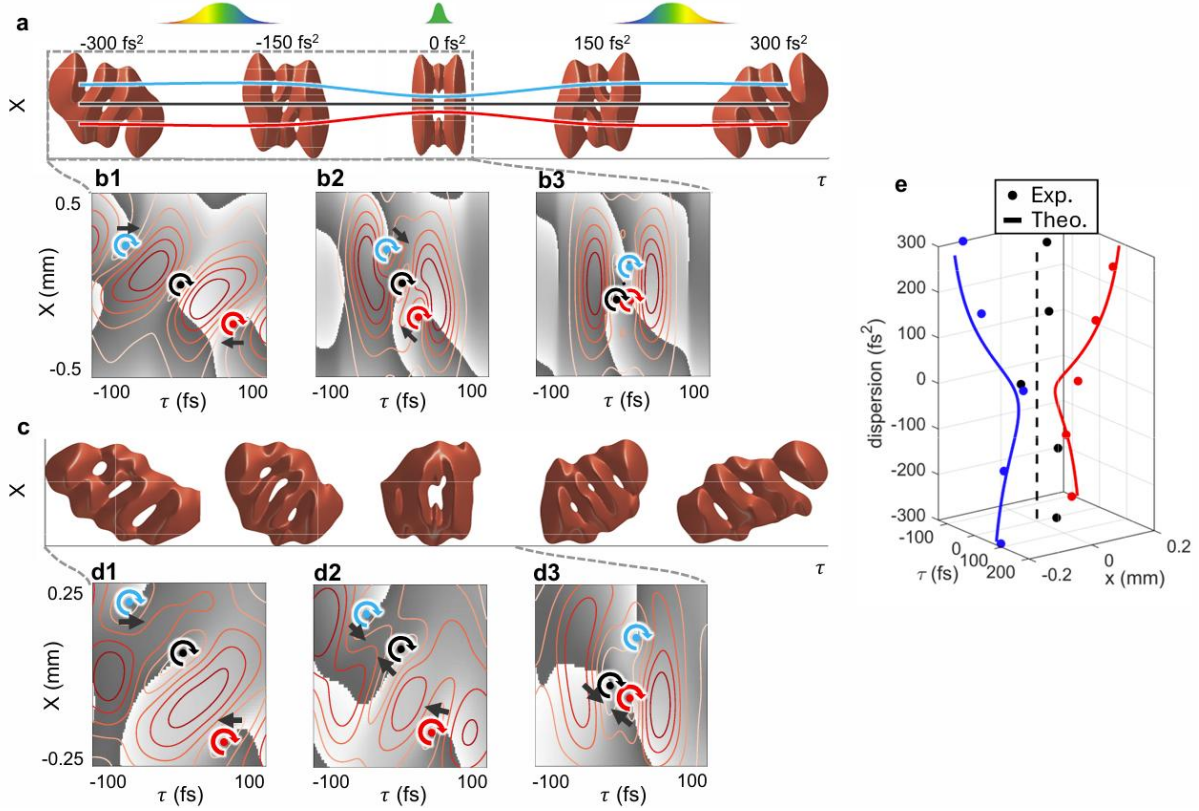 a
-300 fs²
-150 fs²
0 fs²
150 fs²
300 fs²
X
τ
b1
b2
b3
0.5
X (mm)
-0.5
-100
100
τ (fs)
-100
100
τ (fs)
-100
100
τ (fs)
c
X
τ
d1
d2
d3
0.25
X (mm)
-0.25
-100
100
τ (fs)
-100
100
τ (fs)
-100
100
τ (fs)
e
Exp.
Theo.
300
200
100
0
-100
-200
-300
dispersion (fs²)
-100
0
100
200
τ (fs)
-0.2
0
0.2
x (mm)